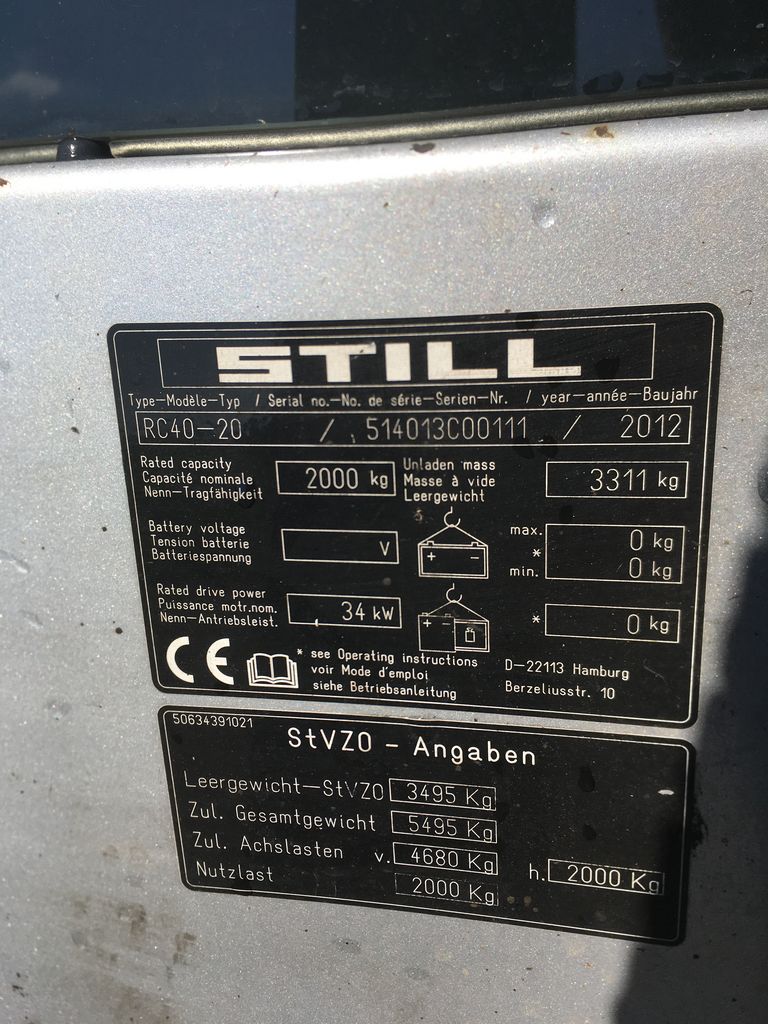 STILL
Type-Modèle-Typ / Serial no.-No. de série-Serien-Nr. / year-année-Baujahr
RC40-20 / 514013C00111 / 2012
Rated capacity
Capacité nominale
Nenn-Tragfähigkeit
2000 kg
Unladen mass
Masse à vide
Leergewicht
3311 kg
Battery voltage
Tension batterie
Batteriespannung
V
+ -
max.
*
min.
0 kg
0 kg
Rated drive power
Puissance motr.nom.
Nenn-Antriebsleist.
34 kW
+ -
*
0 kg
CE
* see Operating instructions
voir Mode d'emploi
siehe Betriebsanleitung
D-22113 Hamburg
Berzeliusstr. 10
50634391021
StVZO - Angaben
Leergewicht-StVZO 3495 Kg
Zul. Gesamtgewicht 5495 Kg
Zul. Achslasten v. 4680 Kg h. 2000 Kg
Nutzlast 2000 Kg